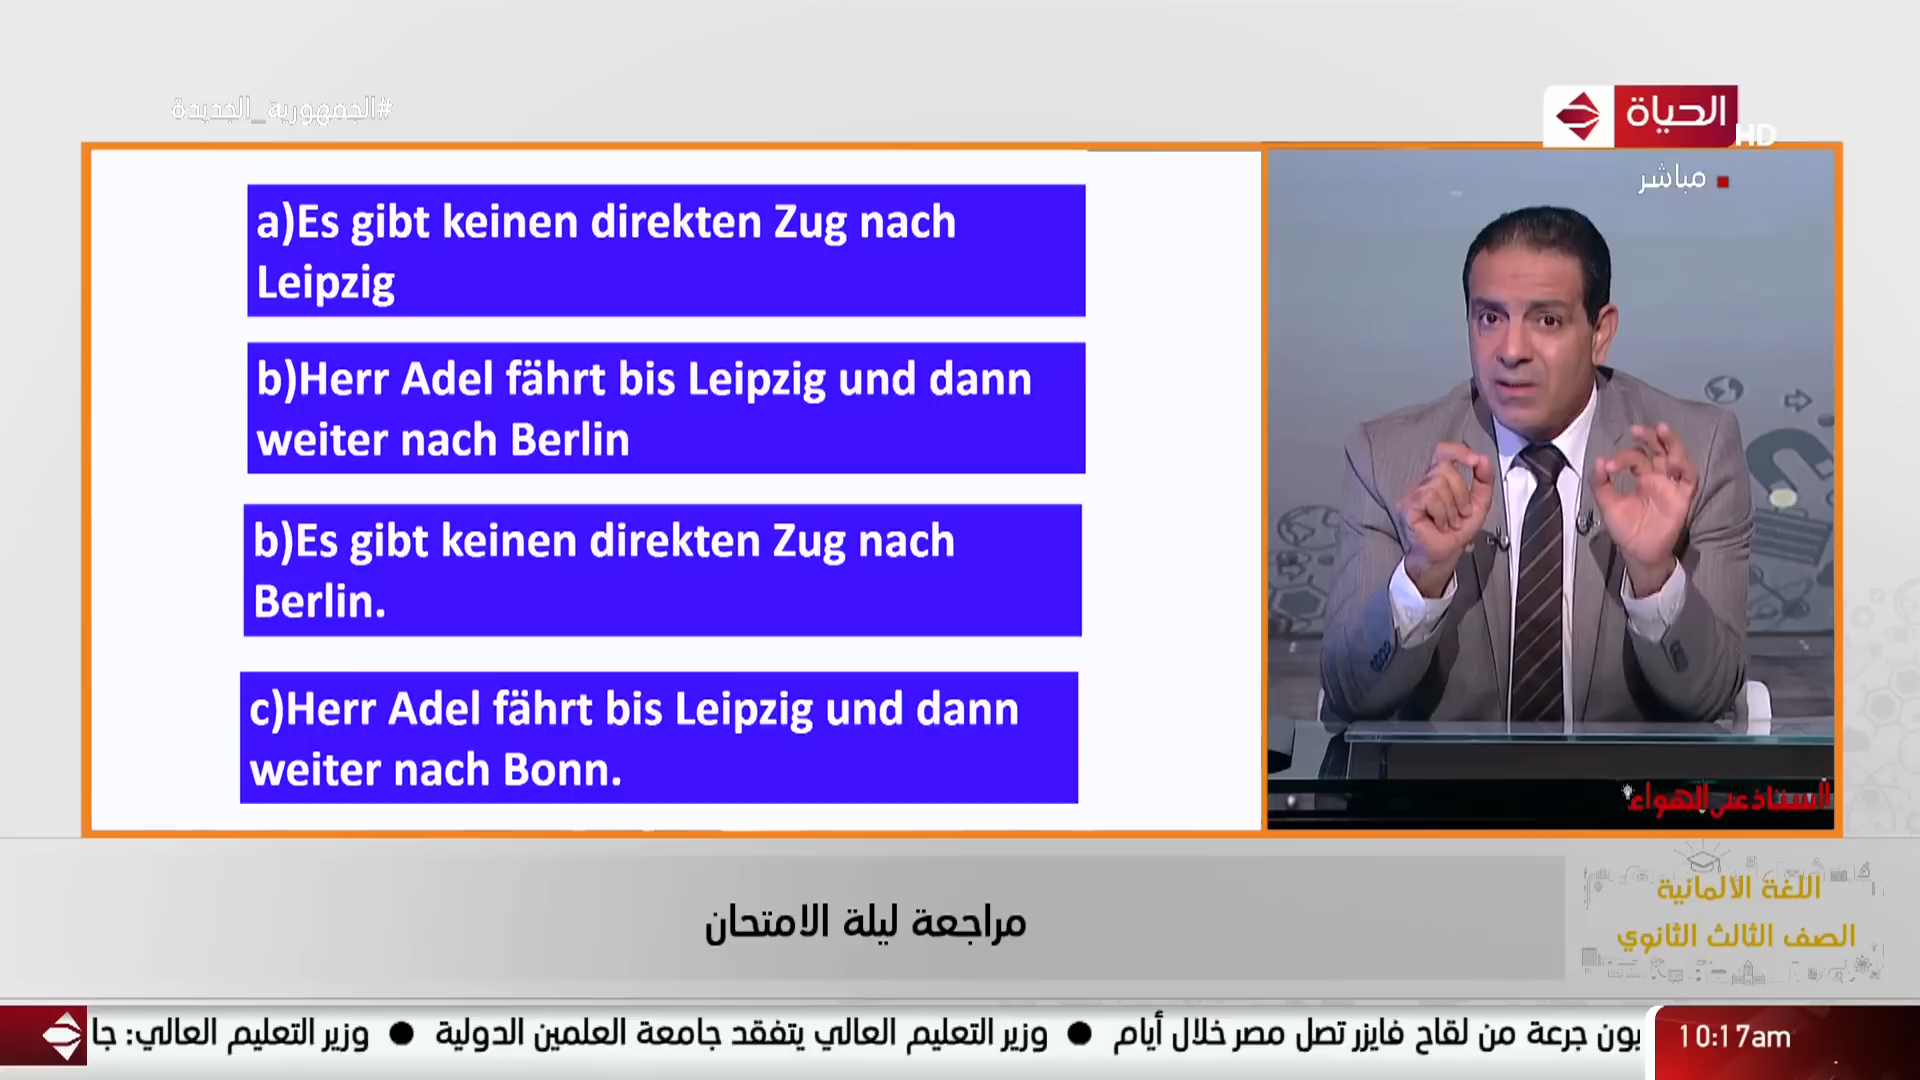 #الجمهورية_الجديدة
الحياة
HD
مباشر
a)Es gibt keinen direkten Zug nach
Leipzig
b)Herr Adel fährt bis Leipzig und dann
weiter nach Berlin
b)Es gibt keinen direkten Zug nach
Berlin.
c)Herr Adel fährt bis Leipzig und dann
weiter nach Bonn.
الستاذ على الهواء
اللغة الالمانية
الصف الثالث الثانوي
مراجعة ليلة الامتحان
يون جرعة من لقاح فايزر تصل مصر خلال أيام ● وزير التعليم العالي يتفقد جامعة العلمين الدولية ● وزير التعليم العالي: جا
10:17am